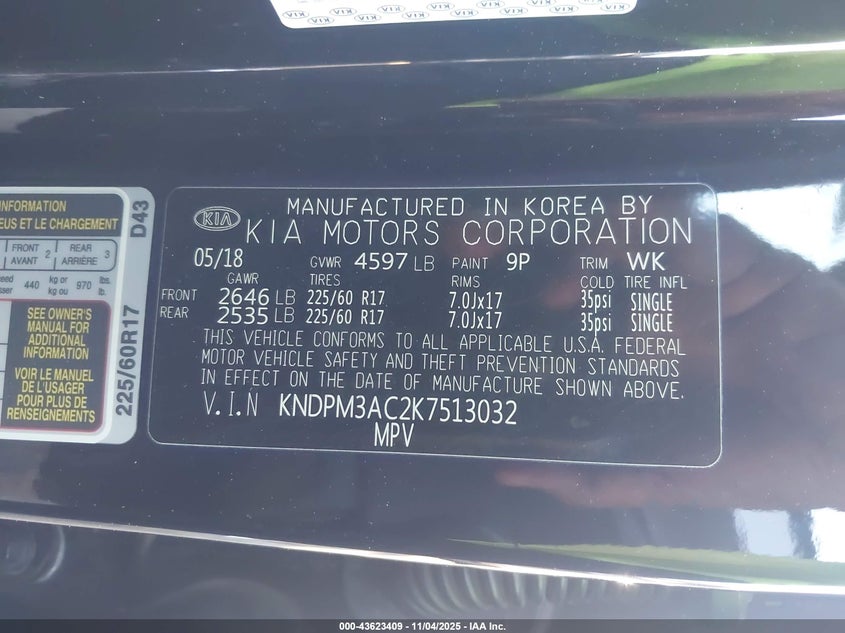 KIA
MANUFACTURED IN KOREA BY
KIA MOTORS CORPORATION
05/18 GVWR 4597 LB PAINT 9P TRIM WK
GAWR TIRES RIMS COLD TIRE INFL
FRONT 2646 LB 225/60 R17 7.0Jx17 35psi SINGLE
REAR 2535 LB 225/60 R17 7.0Jx17 35psi SINGLE
THIS VEHICLE CONFORMS TO ALL APPLICABLE U.S.A. FEDERAL
MOTOR VEHICLE SAFETY AND THEFT PREVENTION STANDARDS
IN EFFECT ON THE DATE OF MANUFACTURE SHOWN ABOVE.
V.I.N KNDPM3AC2K7513032
MPV
INFORMATION
EUS ET LE CHARGEMENT
FRONT AVANT 2 REAR ARRIÈRE 3
440 kg or kg ou 970 lbs. lb.
SEE OWNER'S
MANUAL FOR
ADDITIONAL
INFORMATION
VOIR LE MANUEL
DE L'USAGER
POUR PLUS DE
RENSEIGNEMENTS
225/60R17 D43
000-43623409 - 11/04/2025 - IAA Inc.